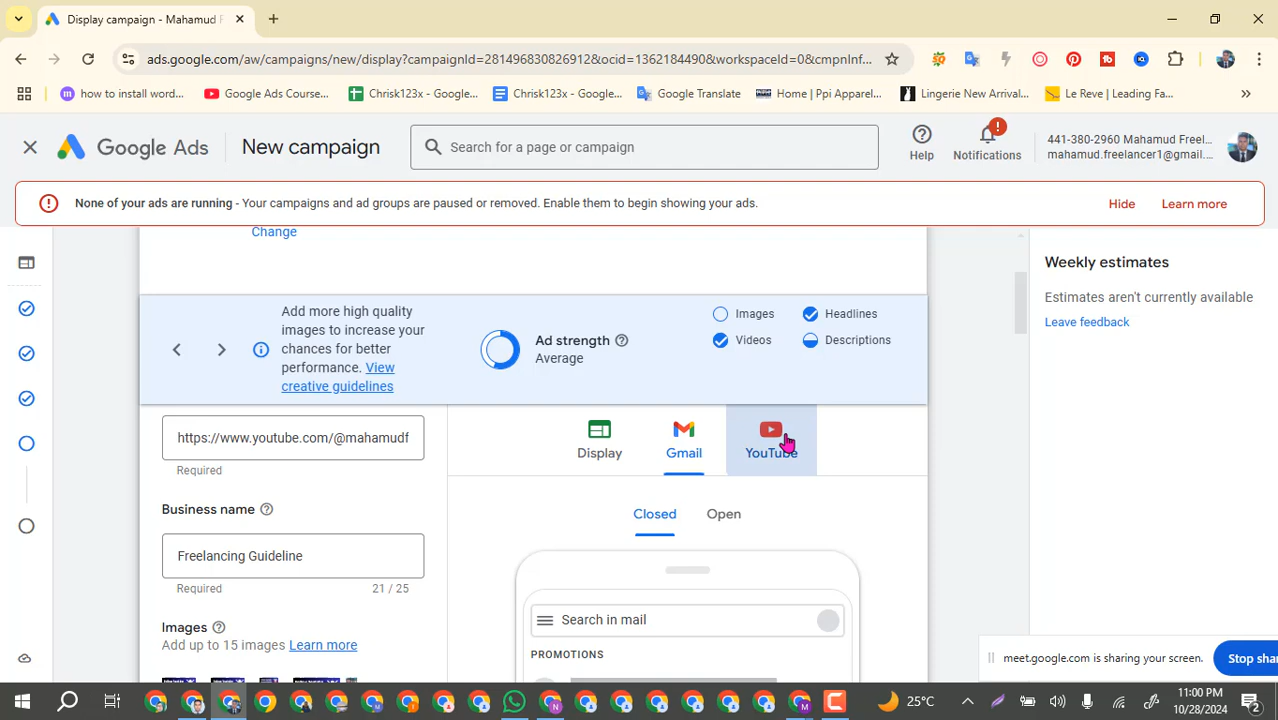 Display campaign - Mahamud F
ads.google.com/aw/campaigns/new/display?campaignId=281496830826912&ocid=1362184490&workspaceId=0&cmpnInf...
how to install word...
Google Ads Course...
Chrisk123x - Google...
Chrisk123x – Google...
Google Translate
Home | Ppi Apparel...
Lingerie New Arrival...
Le Reve | Leading Fa...
Google Ads
New campaign
Search for a page or campaign
Help
Notifications
441-380-2960 Mahamud Freel...
mahamud.freelancer1@gmail....
None of your ads are running - Your campaigns and ad groups are paused or removed. Enable them to begin showing your ads.
Hide
Learn more
Change
Weekly estimates
Estimates aren't currently available
Leave feedback
Add more high quality
images to increase your
chances for better
performance. View
creative guidelines
Ad strength
Average
Images
Headlines
Videos
Descriptions
https://www.youtube.com/@mahamudf
Required
Display
Gmail
YouTube
Business name
Freelancing Guideline
Required
21 / 25
Closed
Open
Images
Add up to 15 images Learn more
Search in mail
PROMOTIONS
meet.google.com is sharing your screen.
Stop sha
25°C
11:00 PM
10/28/2024
2